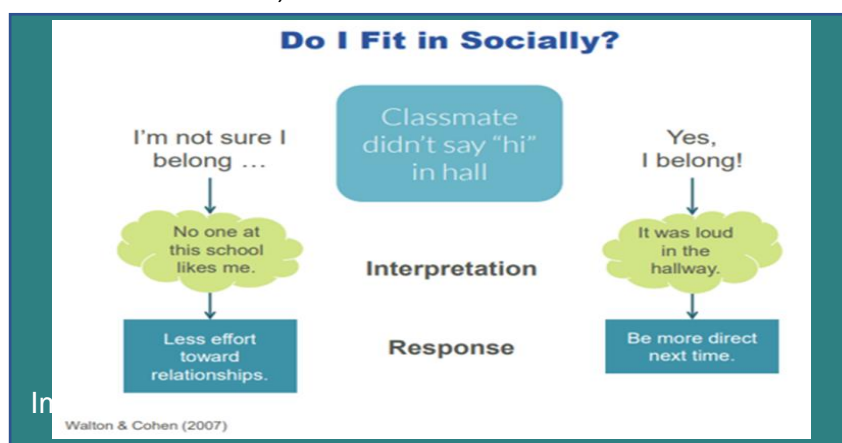 Do I Fit in Socially?
I'm not sure I
belong ...
Classmate
didn't say “hi”
in hall
Yes,
I belong!
No one at
this school
likes me.
Interpretation
It was loud
in the
hallway.
Less effort
toward
relationships.
Response
Be more direct
next time.
Walton & Cohen (2007)